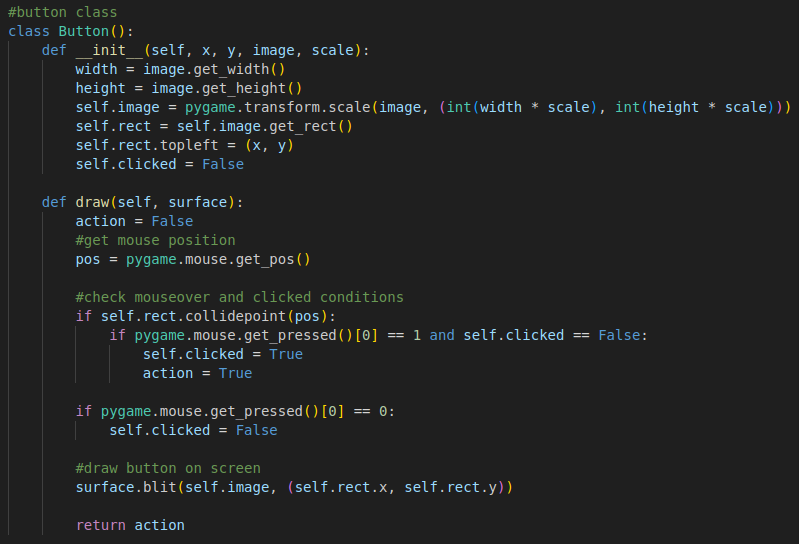 #button class
class Button():
    def __init__(self, x, y, image, scale):
        width = image.get_width()
        height = image.get_height()
        self.image = pygame.transform.scale(image, (int(width * scale), int(height * scale)))
        self.rect = self.image.get_rect()
        self.rect.topleft = (x, y)
        self.clicked = False

    def draw(self, surface):
        action = False
        #get mouse position
        pos = pygame.mouse.get_pos()

        #check mouseover and clicked conditions
        if self.rect.collidepoint(pos):
            if pygame.mouse.get_pressed()[0] == 1 and self.clicked == False:
                self.clicked = True
                action = True

        if pygame.mouse.get_pressed()[0] == 0:
            self.clicked = False

        #draw button on screen
        surface.blit(self.image, (self.rect.x, self.rect.y))

        return action